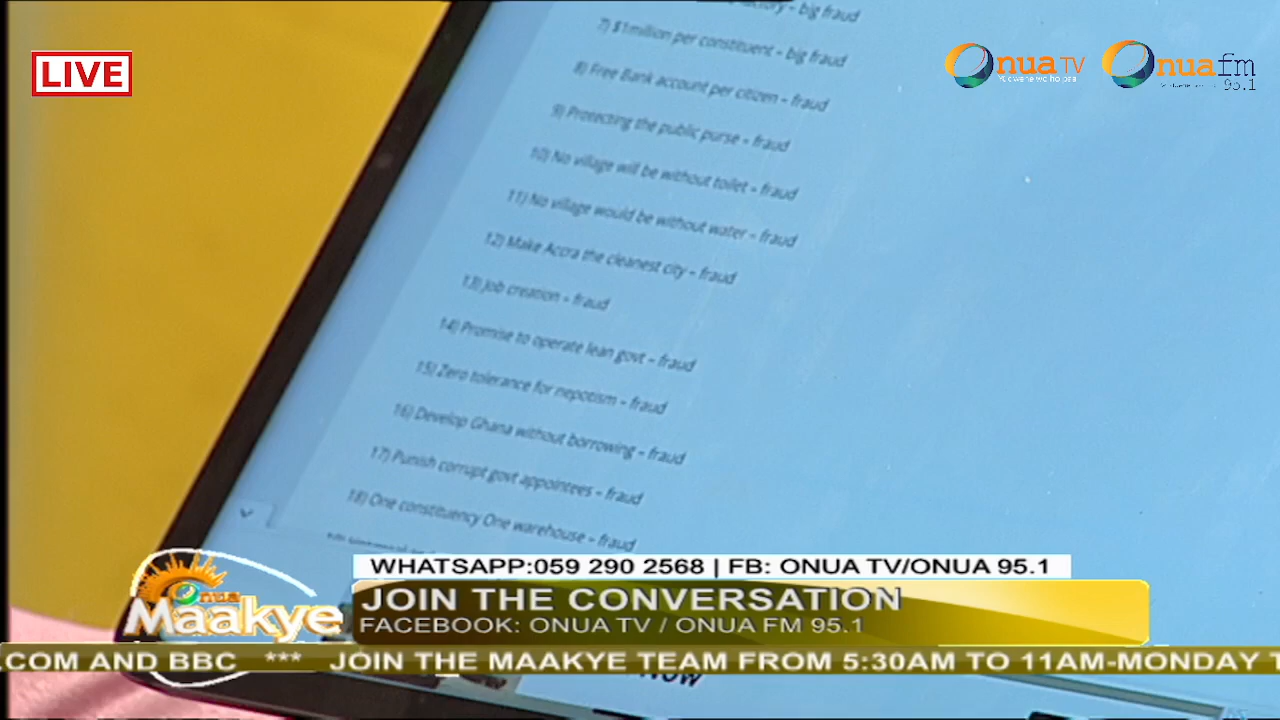 LIVE
Onua TV
Onua fm
95.1
factory – big fraud
7) $1million per constituent – big fraud
8) Free Bank account per citizen – fraud
9) Protecting the public purse – fraud
10) No village will be without toilet – fraud
11) No village would be without water – fraud
12) Make Accra the cleanest city – fraud
13) Job creation – fraud
14) Promise to operate lean govt – fraud
15) Zero tolerance for nepotism – fraud
16) Develop Ghana without borrowing – fraud
17) Punish corrupt govt appointees – fraud
18) One constituency One warehouse – fraud
WHATSAPP:059 290 2568 | FB: ONUA TV/ONUA 95.1
Onua
Maakye
JOIN THE CONVERSATION
FACEBOOK: ONUA TV / ONUA FM 95.1
.COM AND BBC *** JOIN THE MAAKYE TEAM FROM 5:30AM TO 11AM-MONDAY T